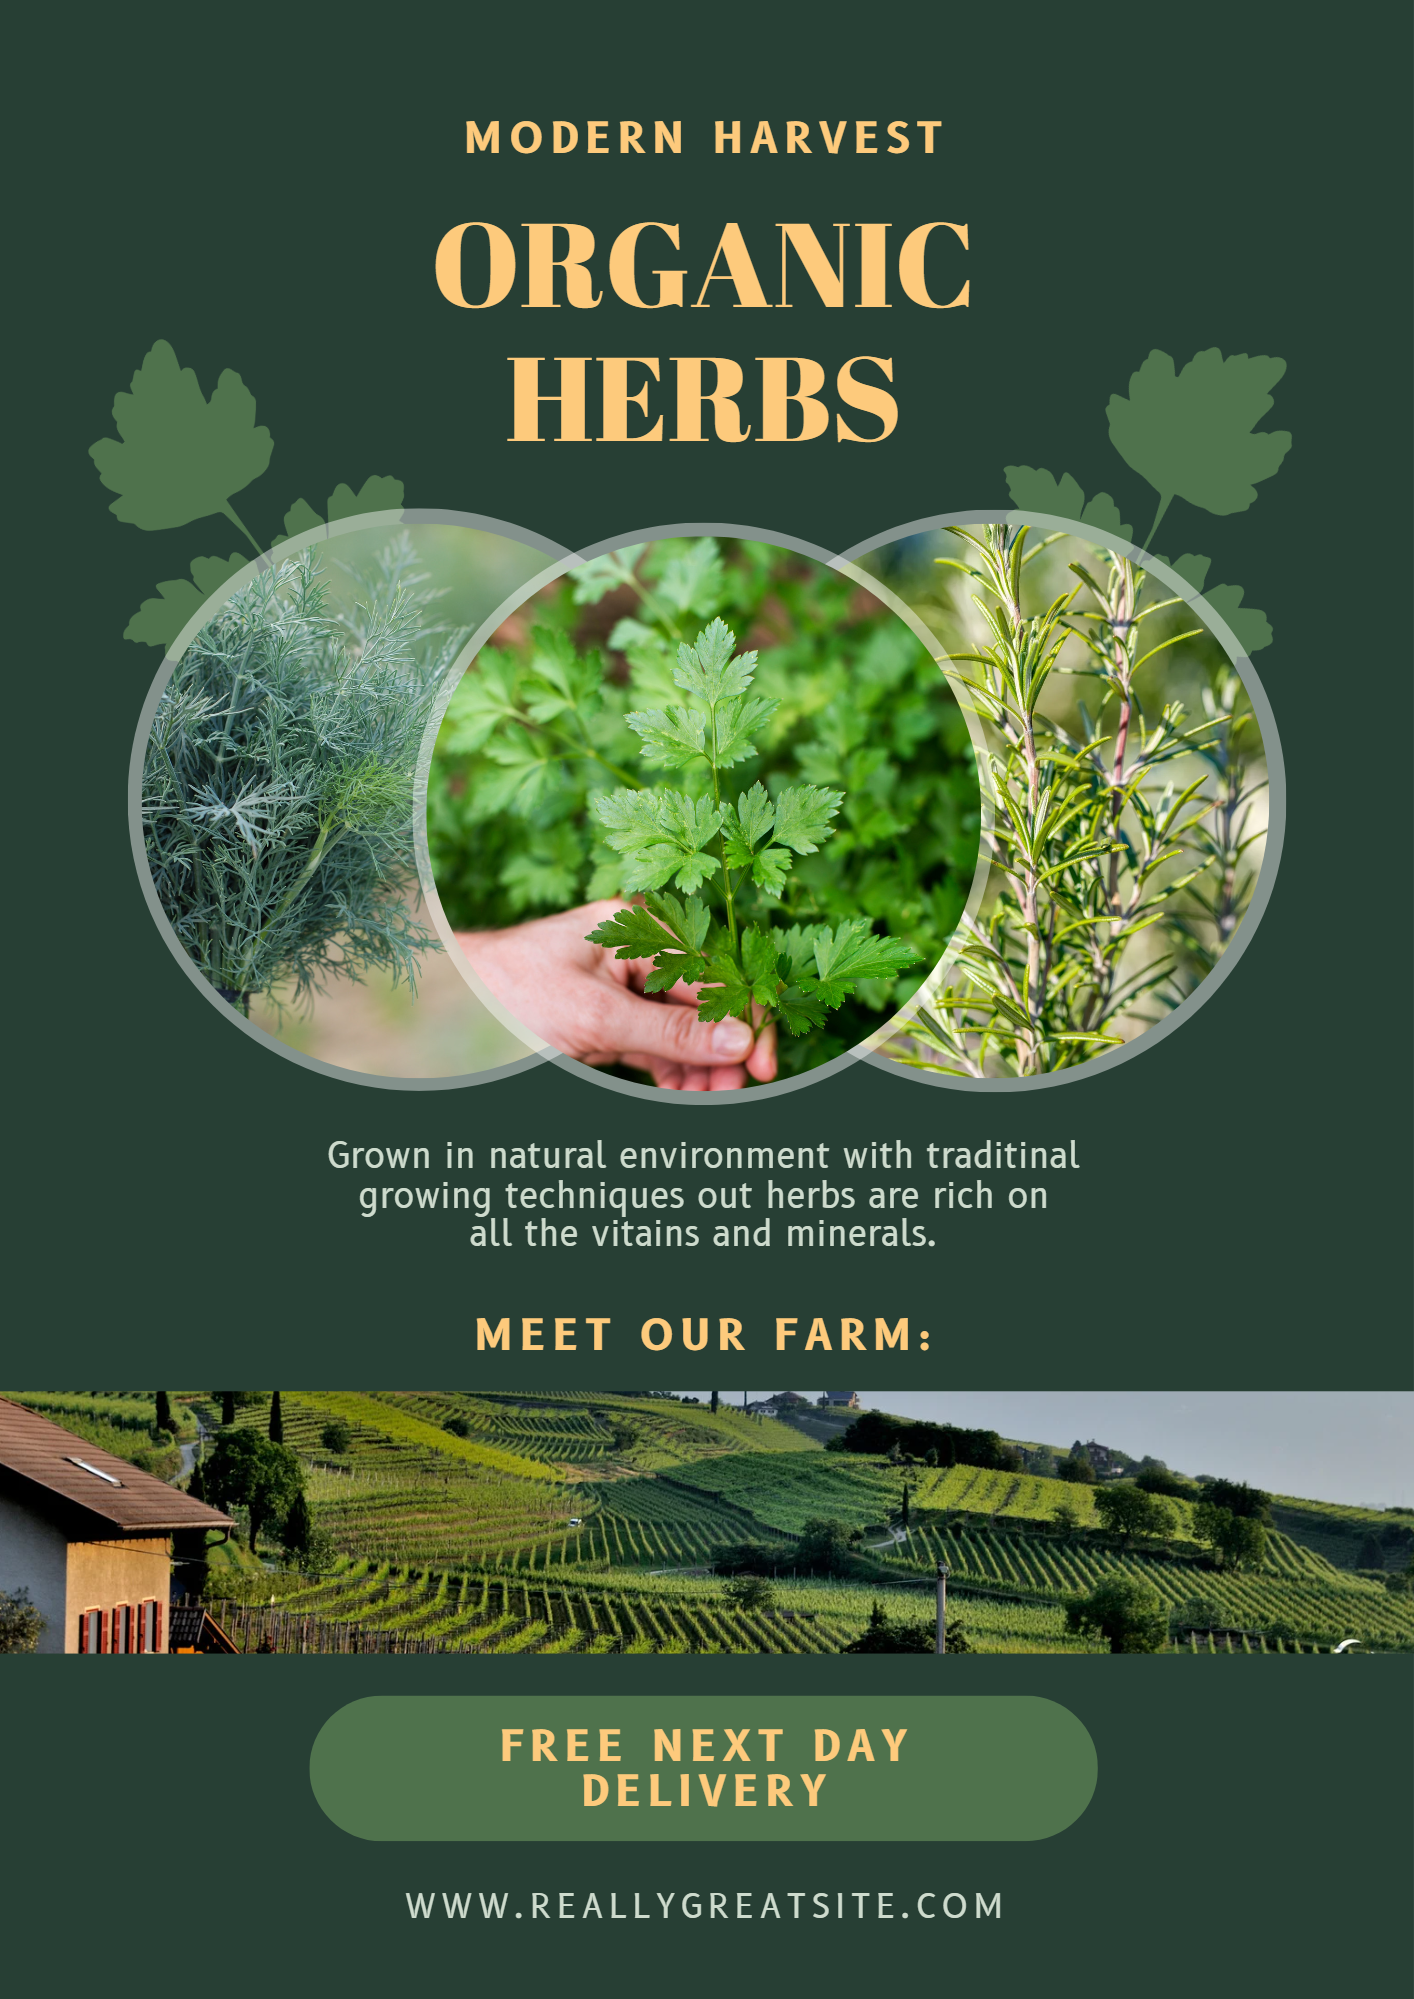 MODERN HARVEST
ORGANIC
HERBS
Grown in natural environment with traditinal
growing techniques out herbs are rich on
all the vitains and minerals.
MEET OUR FARM:
FREE NEXT DAY
DELIVERY
WWW.REALLYGREATSITE.COM